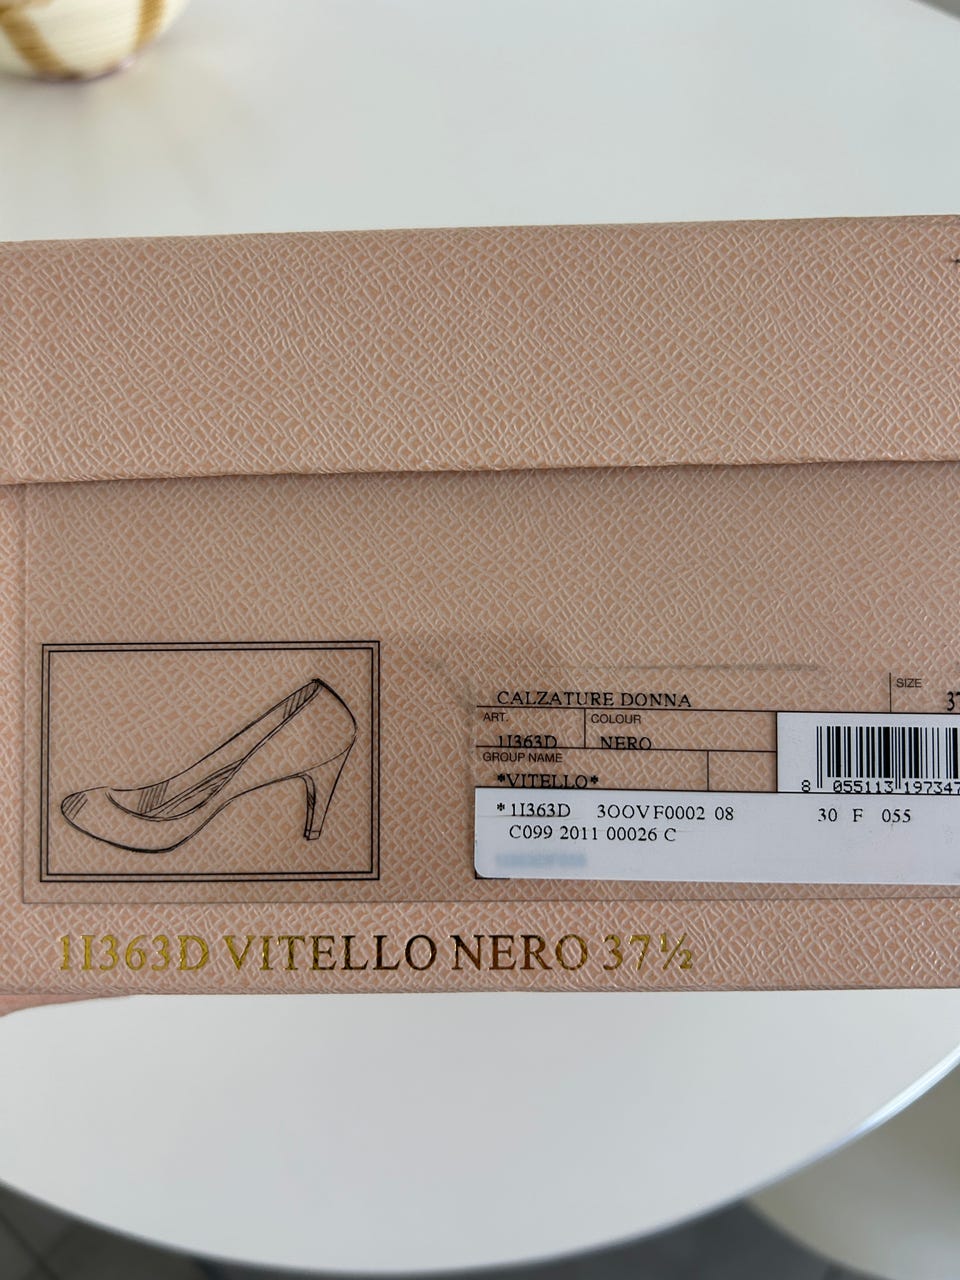 CALZATURE DONNA
SIZE
37
ART.
COLOUR
1I363D
NERO
GROUP NAME
*VITELLO*
8 055113 197347
* 1I363D 3OOVF0002 08 30 F 055
C099 2011 00026 C
1I363D VITELLO NERO 37½